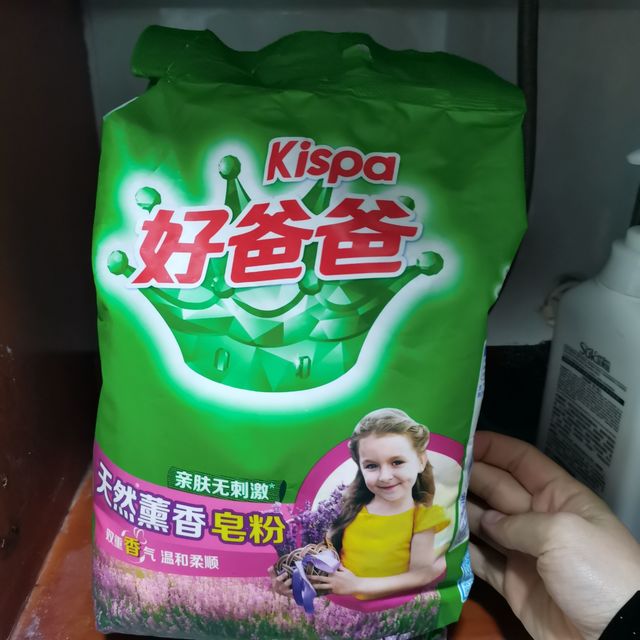 Kispa
好爸爸
亲肤无刺激*
天然熏香皂粉
双重香气 温和柔顺